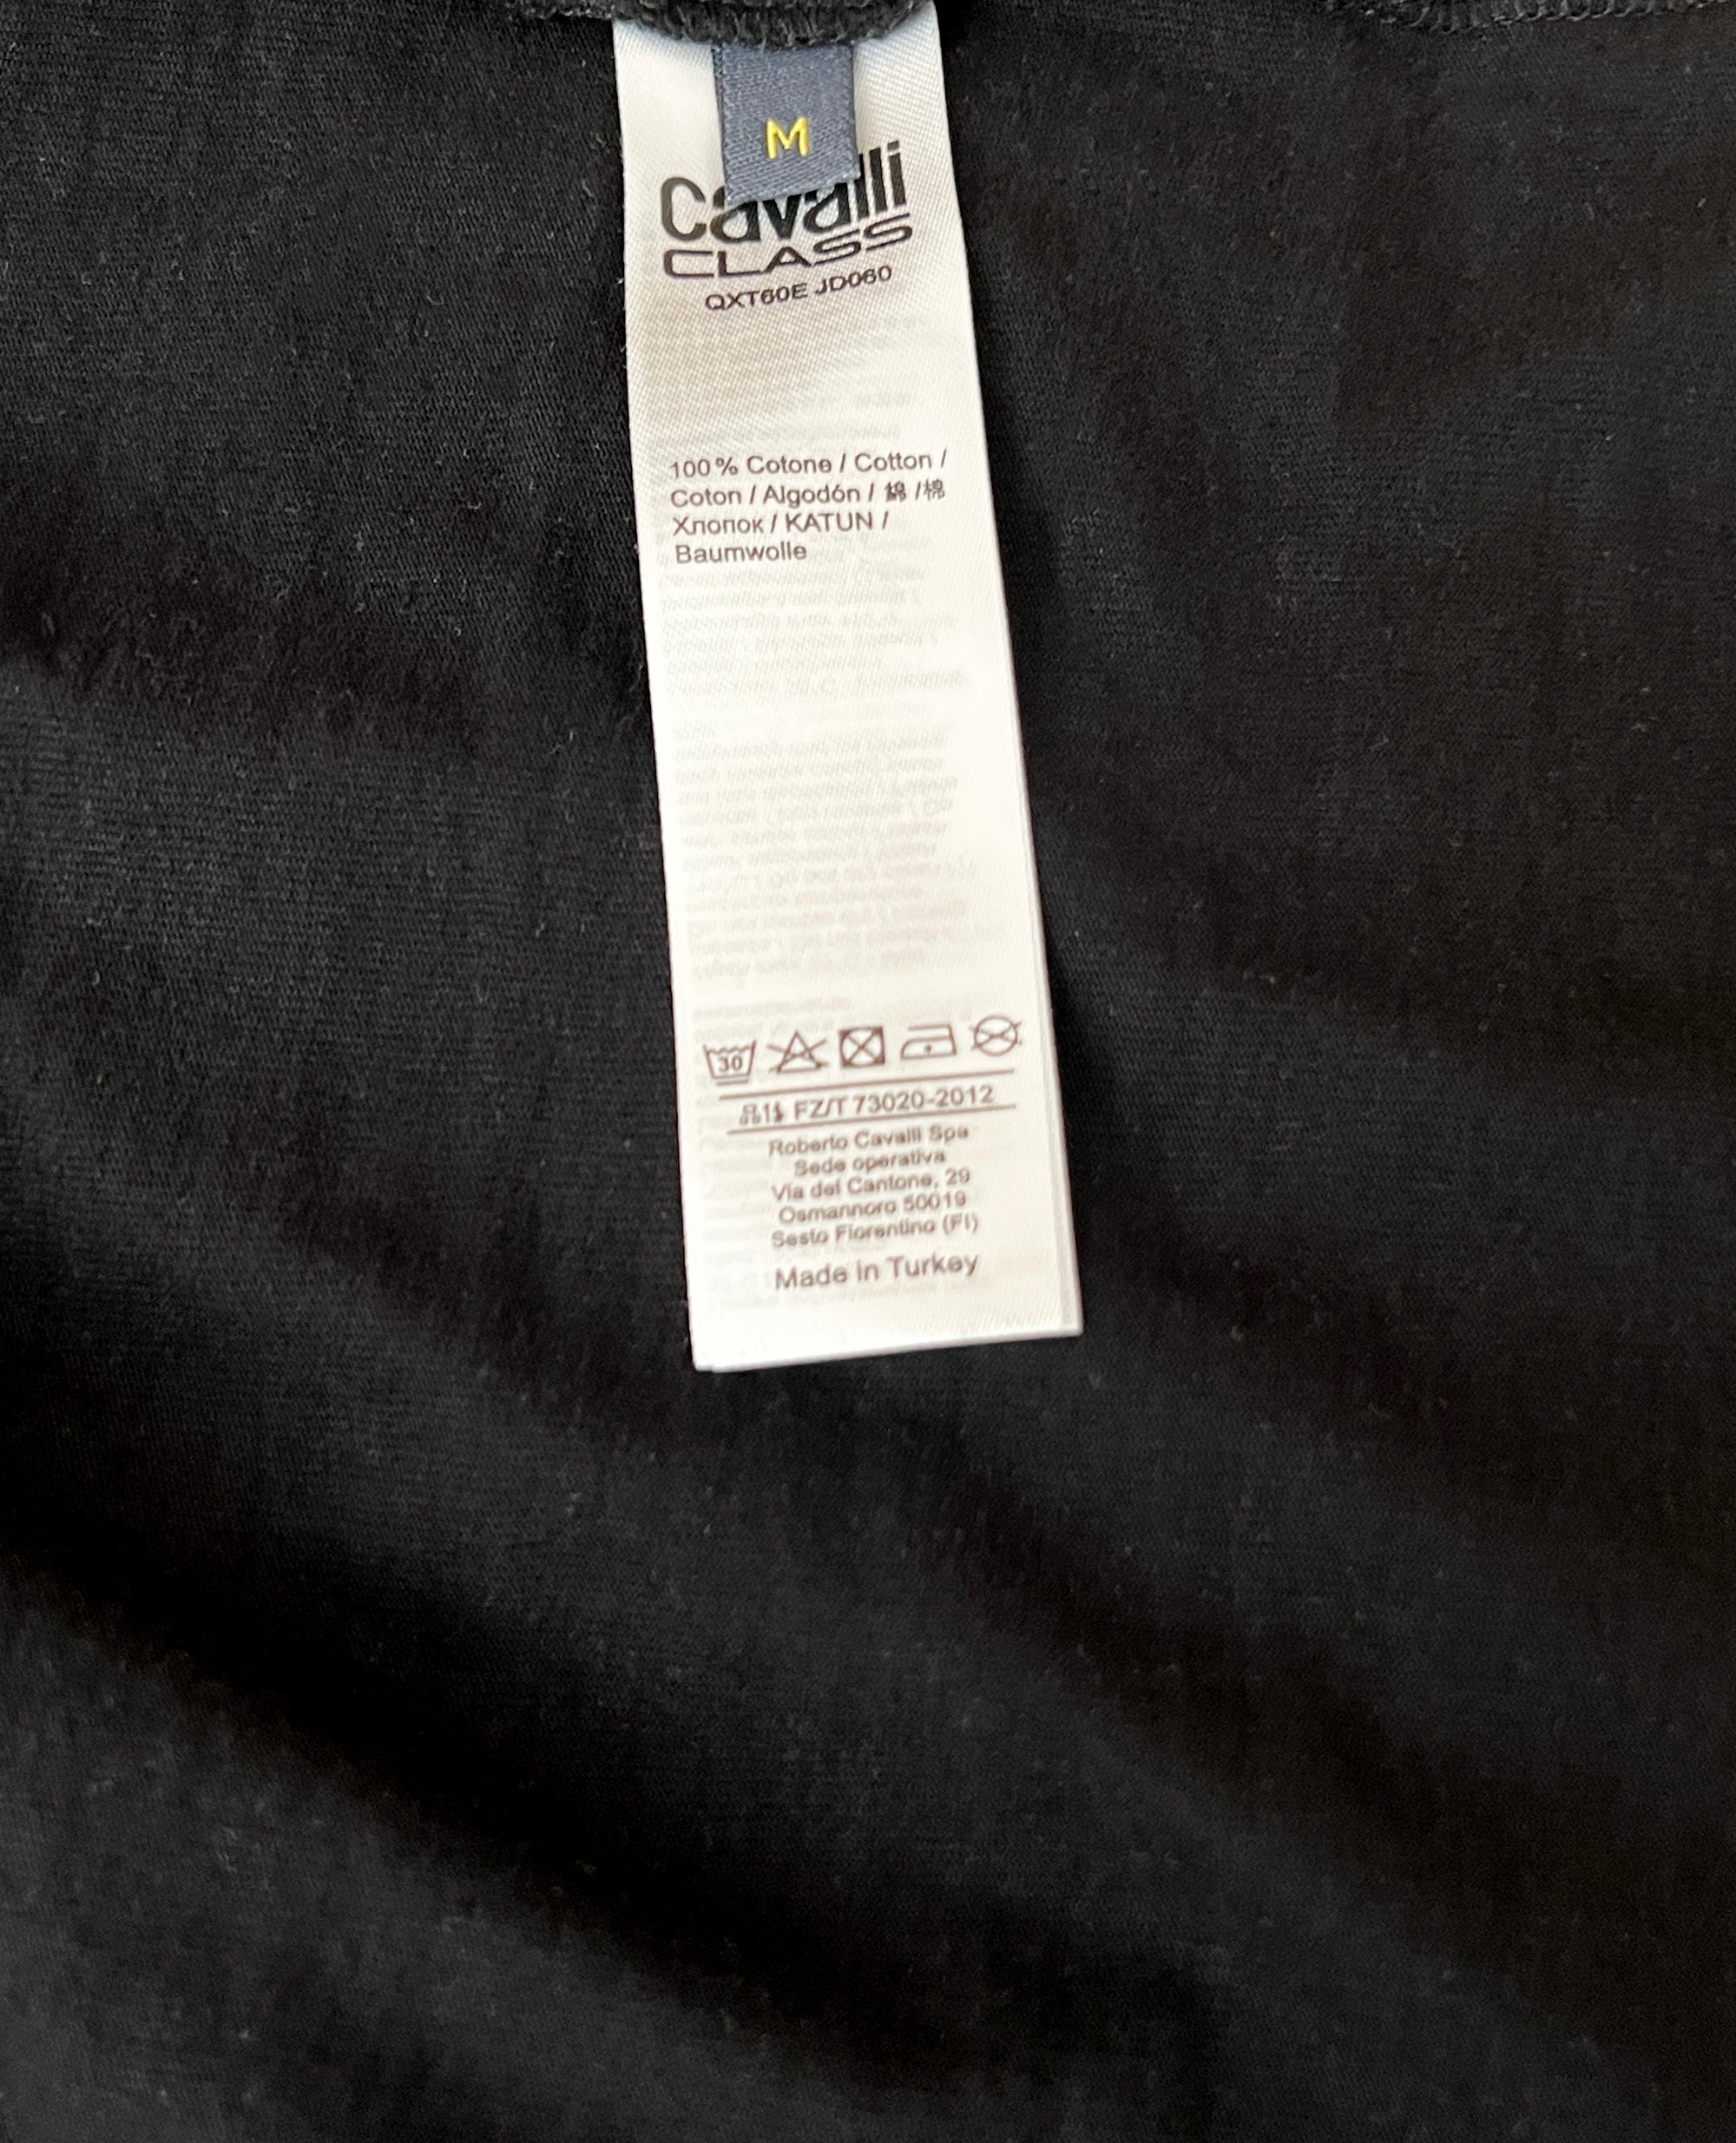 M
Cavalli
CLASS
QXT60E JD060
100 % Cotone / Cotton /
Coton / Algodón / 綿 /棉
Хлопок / KATUN /
Baumwolle
30
FZ/T 73020-2012
Roberto Cavalli Spa
Sede operativa
Via del Cantone, 29
Osmannoro 50019
Sesto Fiorentino (FI)
Made in Turkey